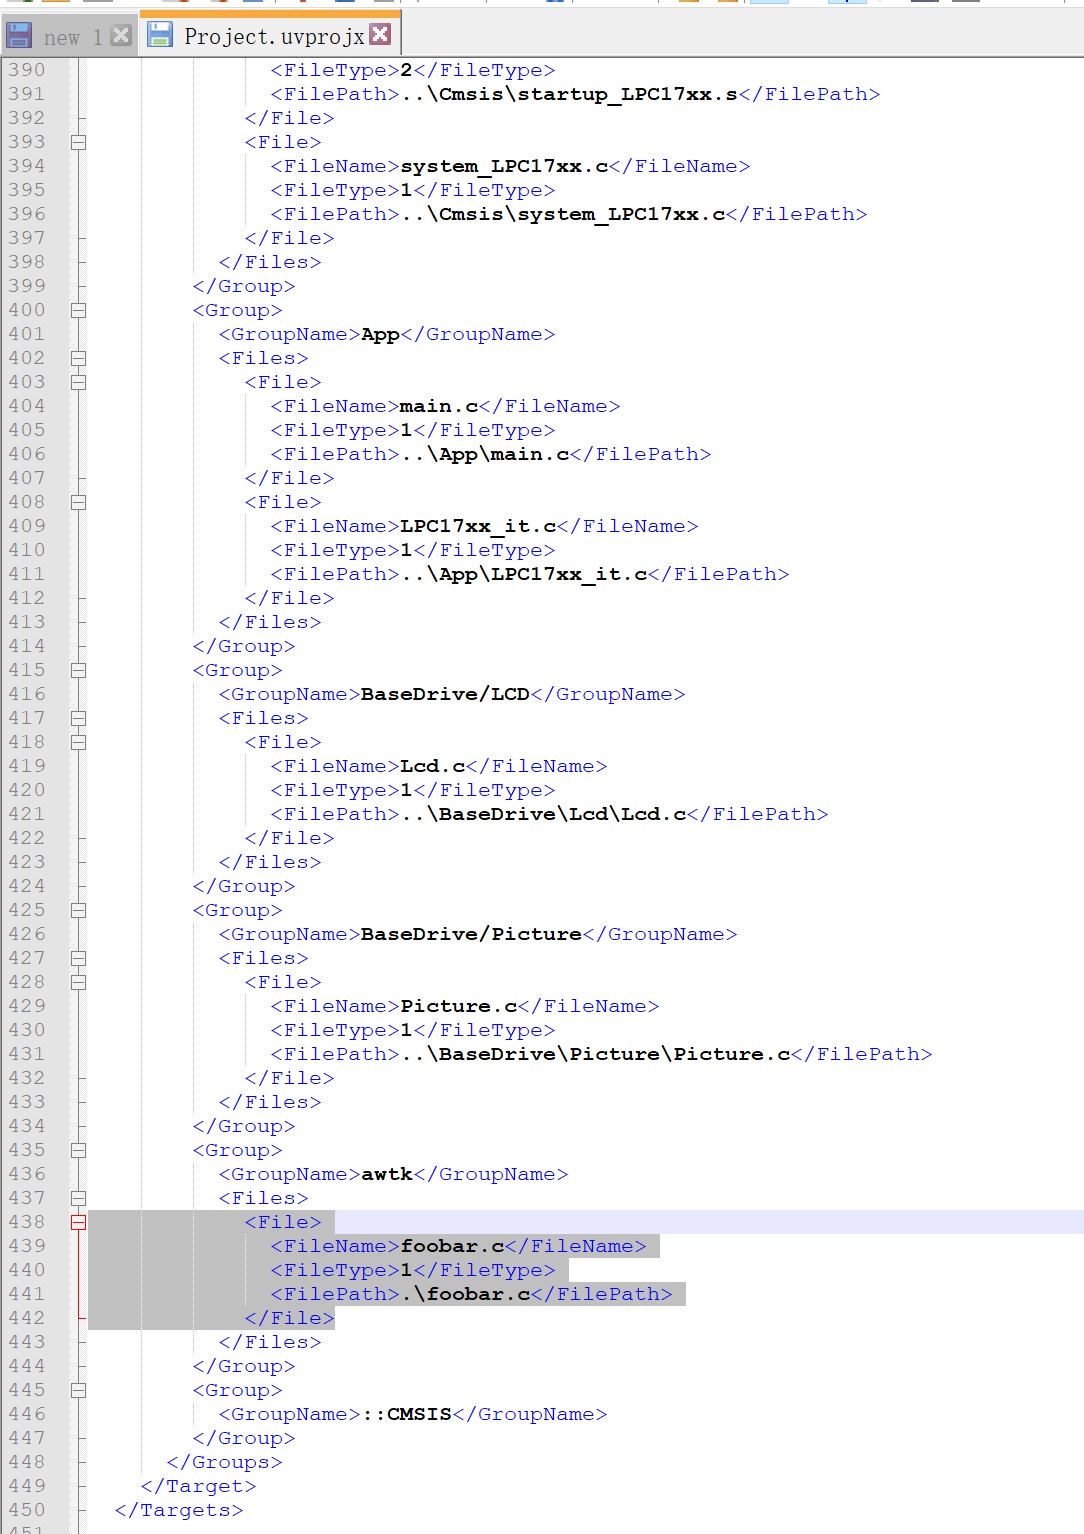 new 1
Project.uvprojx
390 <FileType>2</FileType>
391 <FilePath>..\Cmsis\startup_LPC17xx.s</FilePath>
392 </File>
393 <File>
394 <FileName>system_LPC17xx.c</FileName>
395 <FileType>1</FileType>
396 <FilePath>..\Cmsis\system_LPC17xx.c</FilePath>
397 </File>
398 </Files>
399 </Group>
400 <Group>
401 <GroupName>App</GroupName>
402 <Files>
403 <File>
404 <FileName>main.c</FileName>
405 <FileType>1</FileType>
406 <FilePath>..\App\main.c</FilePath>
407 </File>
408 <File>
409 <FileName>LPC17xx_it.c</FileName>
410 <FileType>1</FileType>
411 <FilePath>..\App\LPC17xx_it.c</FilePath>
412 </File>
413 </Files>
414 </Group>
415 <Group>
416 <GroupName>BaseDrive/LCD</GroupName>
417 <Files>
418 <File>
419 <FileName>Lcd.c</FileName>
420 <FileType>1</FileType>
421 <FilePath>..\BaseDrive\Lcd\Lcd.c</FilePath>
422 </File>
423 </Files>
424 </Group>
425 <Group>
426 <GroupName>BaseDrive/Picture</GroupName>
427 <Files>
428 <File>
429 <FileName>Picture.c</FileName>
430 <FileType>1</FileType>
431 <FilePath>..\BaseDrive\Picture\Picture.c</FilePath>
432 </File>
433 </Files>
434 </Group>
435 <Group>
436 <GroupName>awtk</GroupName>
437 <Files>
438 <File>
439 <FileName>foobar.c</FileName>
440 <FileType>1</FileType>
441 <FilePath>.\foobar.c</FilePath>
442 </File>
443 </Files>
444 </Group>
445 <Group>
446 <GroupName>::CMSIS</GroupName>
447 </Group>
448 </Groups>
449 </Target>
450 </Targets>
451